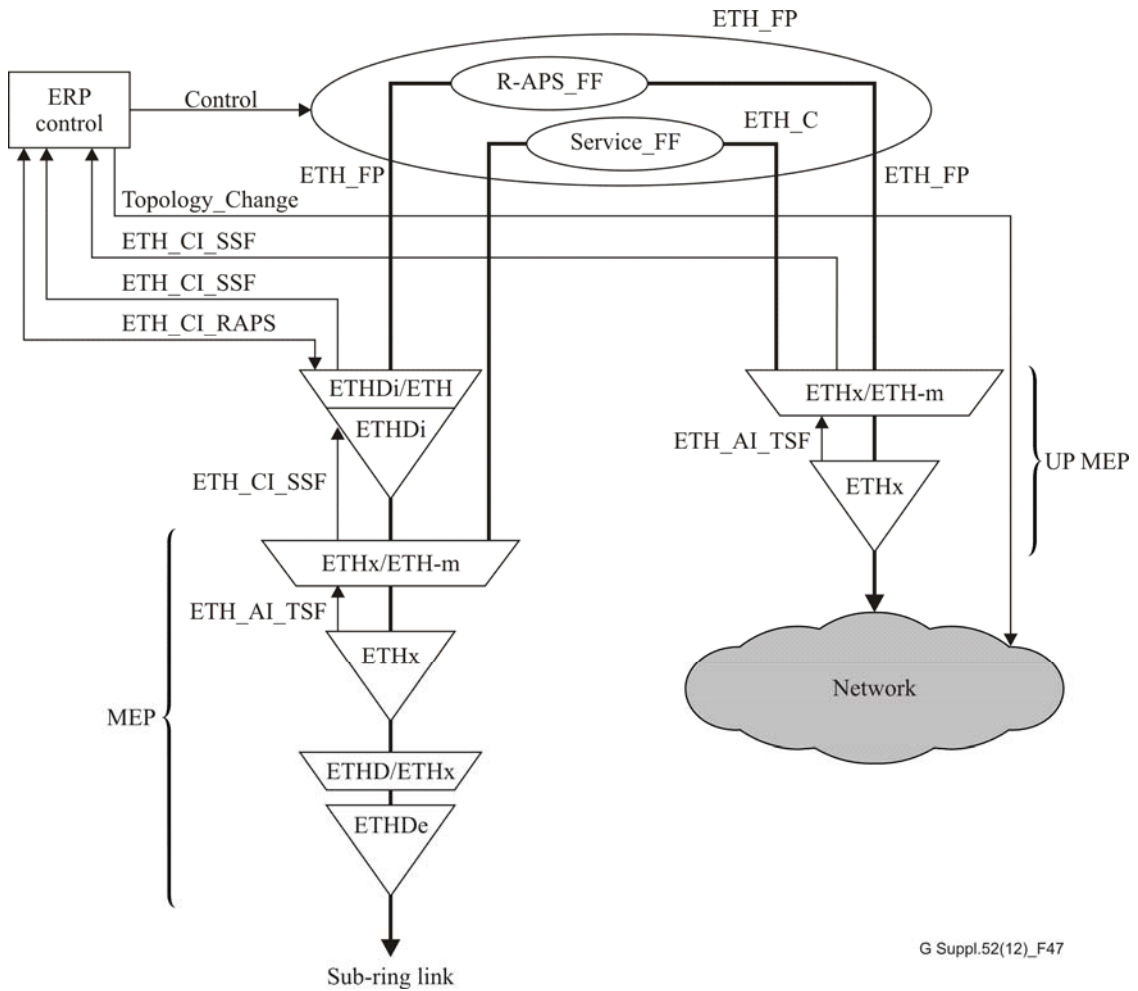 ETH_FP
R-APS_FF
ERP
control
Control
ETH_C
Service_FF
ETH_FP
ETH_FP
Topology_Change
ETH_CI_SSF
ETH_CI_SSF
ETH_CI_RAPS
ETHDi/ETH
ETHx/ETH-m
ETHDi
ETH_AI_TSF
UP MEP
ETH_CI_SSF
ETHx
ETHx/ETH-m
ETH_AI_TSF
ETHx
Network
MEP
ETHD/ETHx
ETHDe
G Suppl.52(12)_F47
Sub-ring link